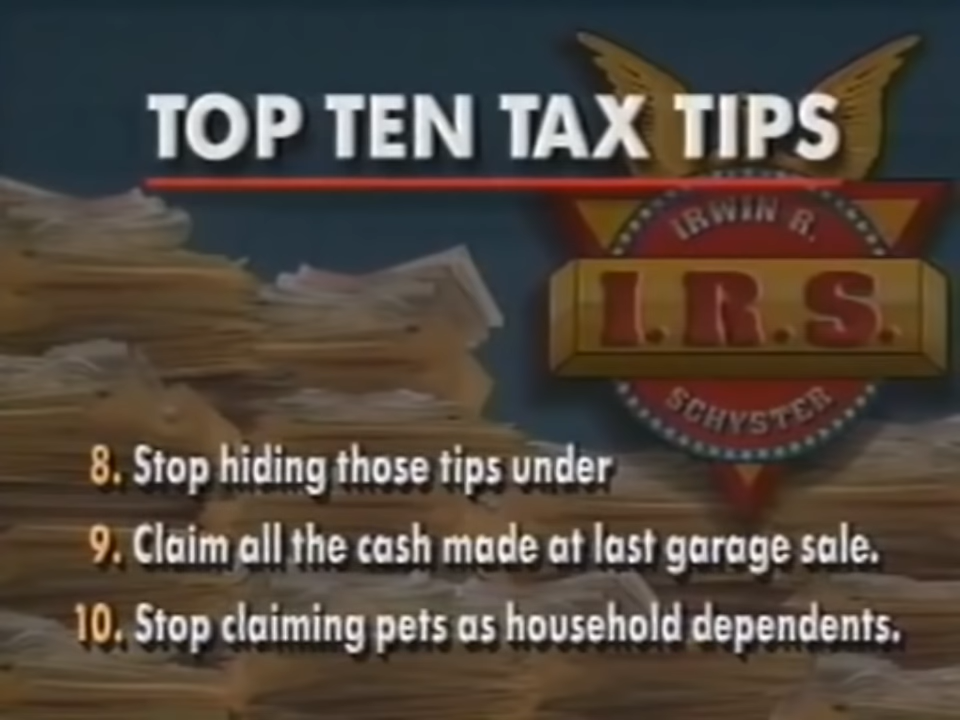 TOP TEN TAX TIPS
IRWIN R.
I.R.S.
SCHYSTER
8. Stop hiding those tips under
9. Claim all the cash made at last garage sale.
10. Stop claiming pets as household dependents.